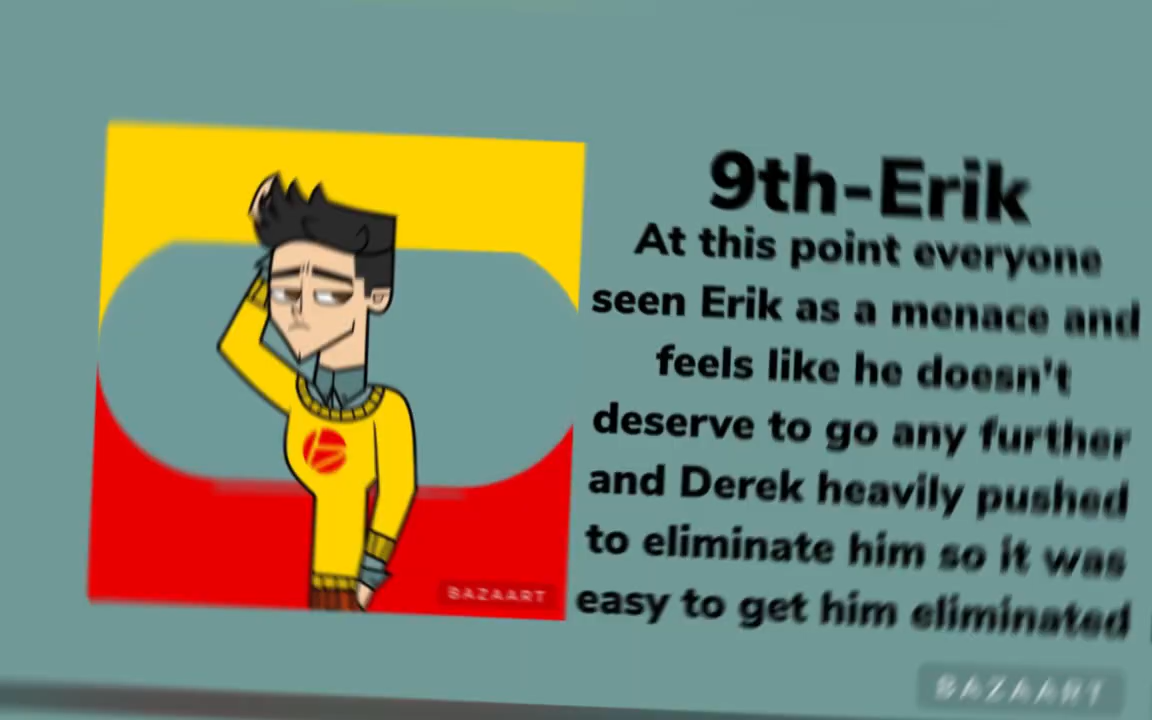 9th-Erik
At this point everyone
seen Erik as a menace and
feels like he doesn't
deserve to go any further
and Derek heavily pushed
to eliminate him so it was
easy to get him eliminated
BAZAART
BAZAART